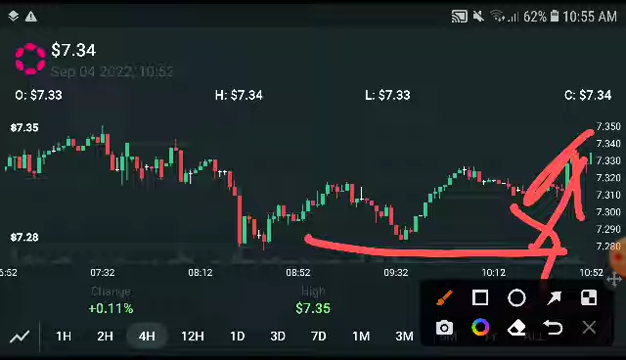 62% 10:55 AM
$7.34
Sep 04 2022, 10:52
O: $7.33 H: $7.34 L: $7.33 C: $7.34
$7.35
7.350
7.340
7.330
7.320
7.310
7.300
7.290
7.280
$7.28
6:52 07:32 08:12 08:52 09:32 10:12 10:52
Change High
+0.11% $7.35
1H 2H 4H 12H 1D 3D 7D 1M 3M